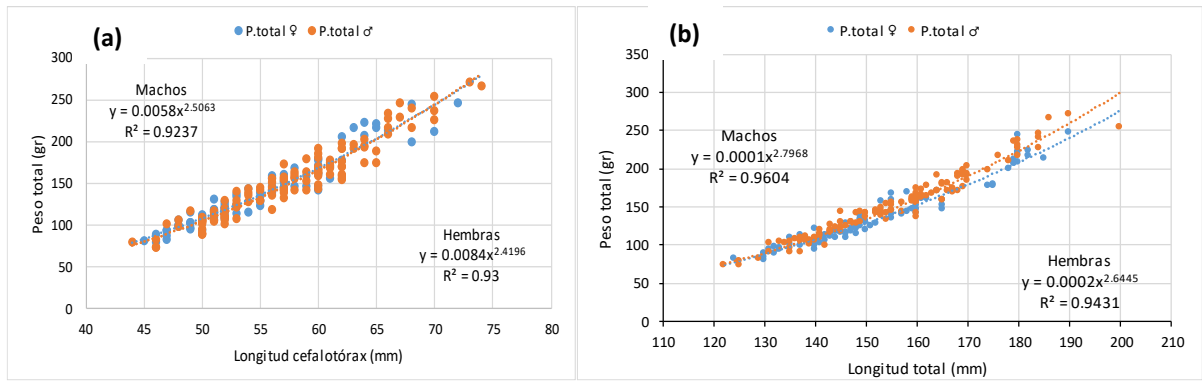 (a)
P.total ♀ P.total ♂
300
250
200
150
100
50
0
Peso total (gr)
Machos
y = 0.0058x^2.5063
R² = 0.9237
Hembras
y = 0.0084x^2.4196
R² = 0.93
40 45 50 55 60 65 70 75 80
Longitud cefalotórax (mm)
(b)
P.total ♀ P.total ♂
350
300
250
200
150
100
50
0
Peso total (gr)
Machos
y = 0.0001x^2.7968
R² = 0.9604
Hembras
y = 0.0002x^2.6445
R² = 0.9431
110 120 130 140 150 160 170 180 190 200 210
Longitud total (mm)